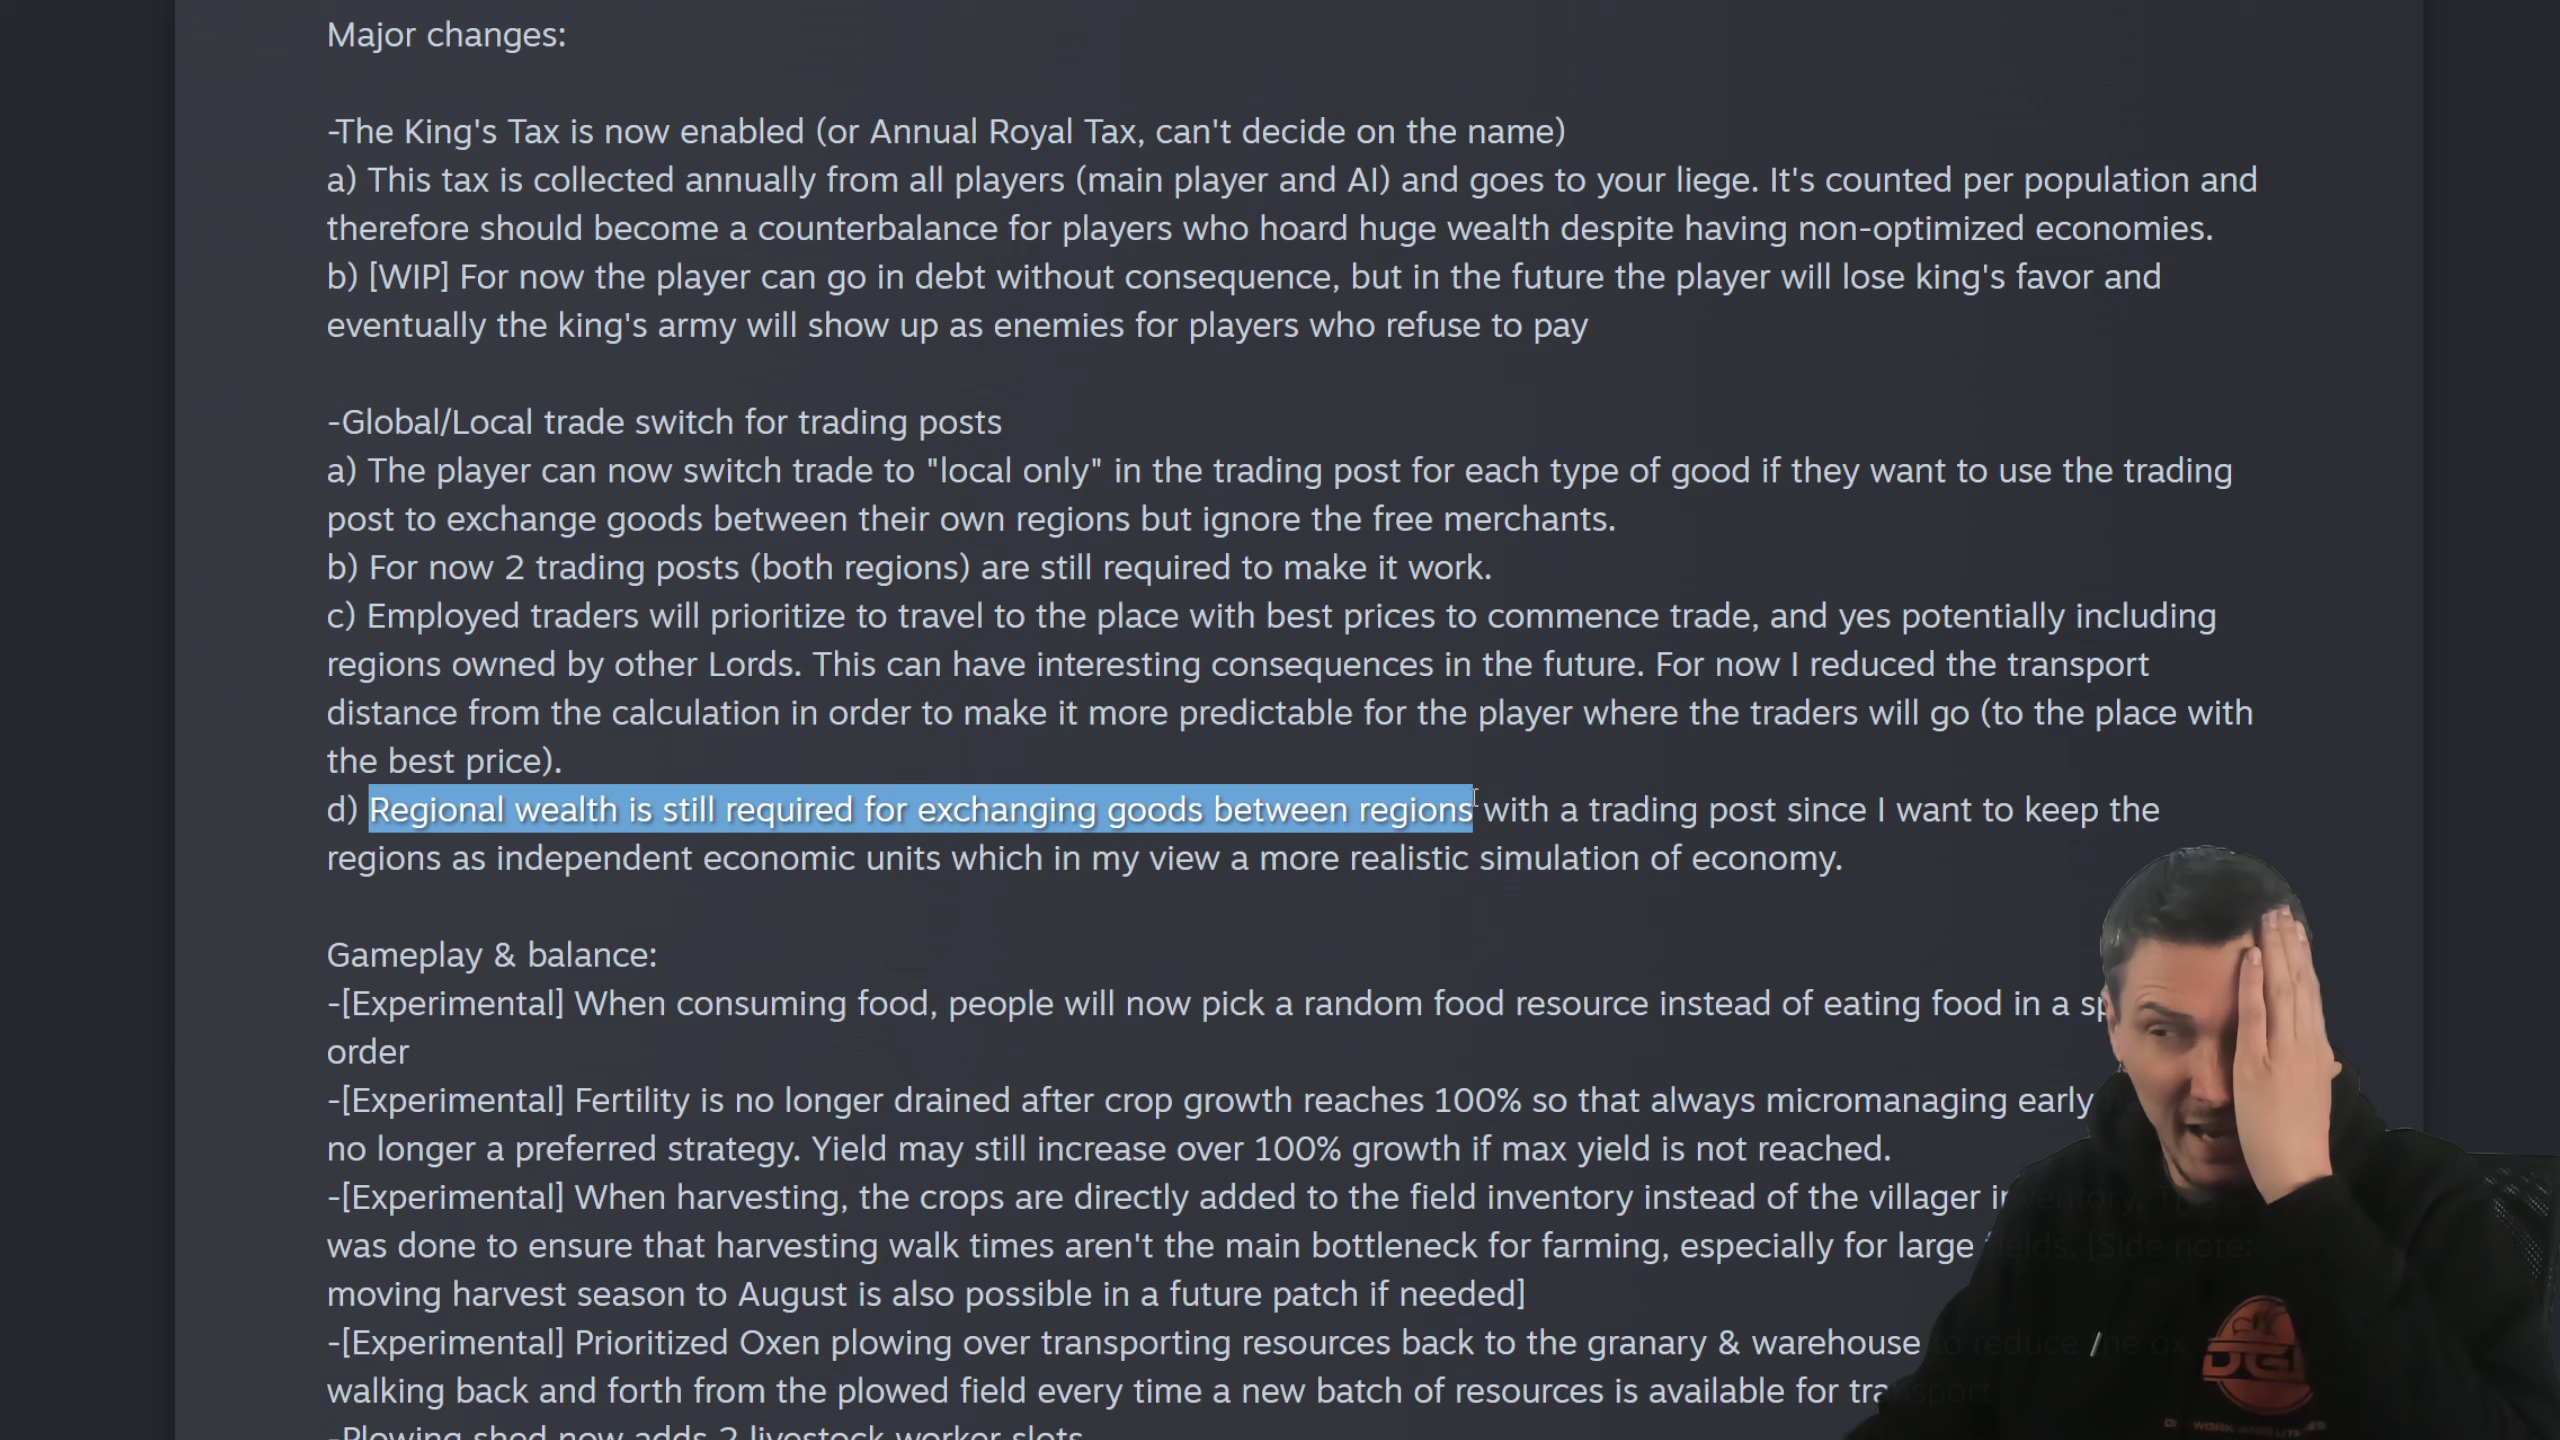 Major changes:
-The King's Tax is now enabled (or Annual Royal Tax, can't decide on the name)
a) This tax is collected annually from all players (main player and AI) and goes to your liege. It's counted per population and
therefore should become a counterbalance for players who hoard huge wealth despite having non-optimized economies.
b) [WIP] For now the player can go in debt without consequence, but in the future the player will lose king's favor and
eventually the king's army will show up as enemies for players who refuse to pay
-Global/Local trade switch for trading posts
a) The player can now switch trade to "local only" in the trading post for each type of good if they want to use the trading
post to exchange goods between their own regions but ignore the free merchants.
b) For now 2 trading posts (both regions) are still required to make it work.
c) Employed traders will prioritize to travel to the place with best prices to commence trade, and yes potentially including
regions owned by other Lords. This can have interesting consequences in the future. For now I reduced the transport
distance from the calculation in order to make it more predictable for the player where the traders will go (to the place with
the best price).
d) Regional wealth is still required for exchanging goods between regions with a trading post since I want to keep the
regions as independent economic units which in my view a more realistic simulation of economy.
Gameplay & balance:
-[Experimental] When consuming food, people will now pick a random food resource instead of eating food in a
order
-[Experimental] Fertility is no longer drained after crop growth reaches 100% so that always micromanaging early
no longer a preferred strategy. Yield may still increase over 100% growth if max yield is not reached.
-[Experimental] When harvesting, the crops are directly added to the field inventory instead of the villager inventory.
was done to ensure that harvesting walk times aren't the main bottleneck for farming, especially for large fields. [Side note:
moving harvest season to August is also possible in a future patch if needed]
-[Experimental] Prioritized Oxen plowing over transporting resources back to the granary & warehouse to reduce
walking back and forth from the plowed field every time a new batch of resources is available for transport
-Plowing shed now adds 2 livestock worker slots
DGI